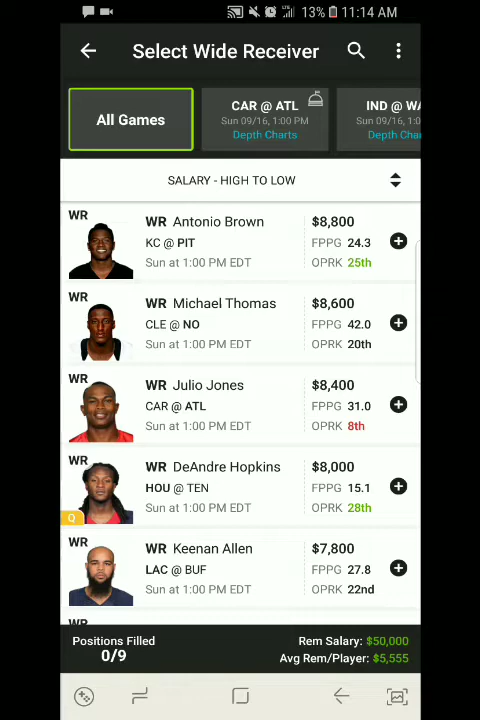 13% 11:14 AM
Select Wide Receiver
All Games
CAR @ ATL
Sun 09/16, 1:00 PM
Depth Charts
IND @ WA
Sun 09/16, 1:0
Depth Char
SALARY - HIGH TO LOW
WR
WR Antonio Brown $8,800
KC @ PIT FPPG 24.3
Sun at 1:00 PM EDT OPRK 25th
WR
WR Michael Thomas $8,600
CLE @ NO FPPG 42.0
Sun at 1:00 PM EDT OPRK 20th
WR
WR Julio Jones $8,400
CAR @ ATL FPPG 31.0
Sun at 1:00 PM EDT OPRK 8th
WR
WR DeAndre Hopkins $8,000
HOU @ TEN FPPG 15.1
Q Sun at 1:00 PM EDT OPRK 28th
WR
WR Keenan Allen $7,800
LAC @ BUF FPPG 27.8
Sun at 1:00 PM EDT OPRK 22nd
WR
Positions Filled Rem Salary: $50,000
0/9 Avg Rem/Player: $5,555